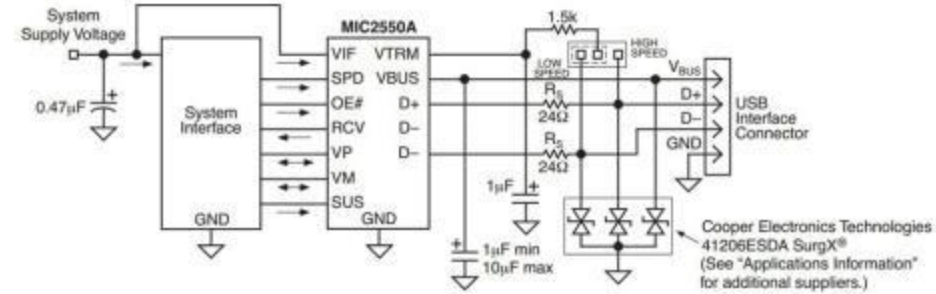 System
Supply Voltage
0.47µF
+
System
Interface
GND
MIC2550A
VIF
SPD
OE#
RCV
VP
VM
SUS
VTRM
VBUS
D+
D–
D–
GND
1.5k
LOW
SPEED
HIGH
SPEED
RS
24Ω
RS
24Ω
1µF
+
+
1µF min
10µF max
VBUS
D+
D–
GND
USB
Interface
Connector
Cooper Electronics Technologies
41206ESDA SurgX®
(See "Applications Information"
for additional suppliers.)